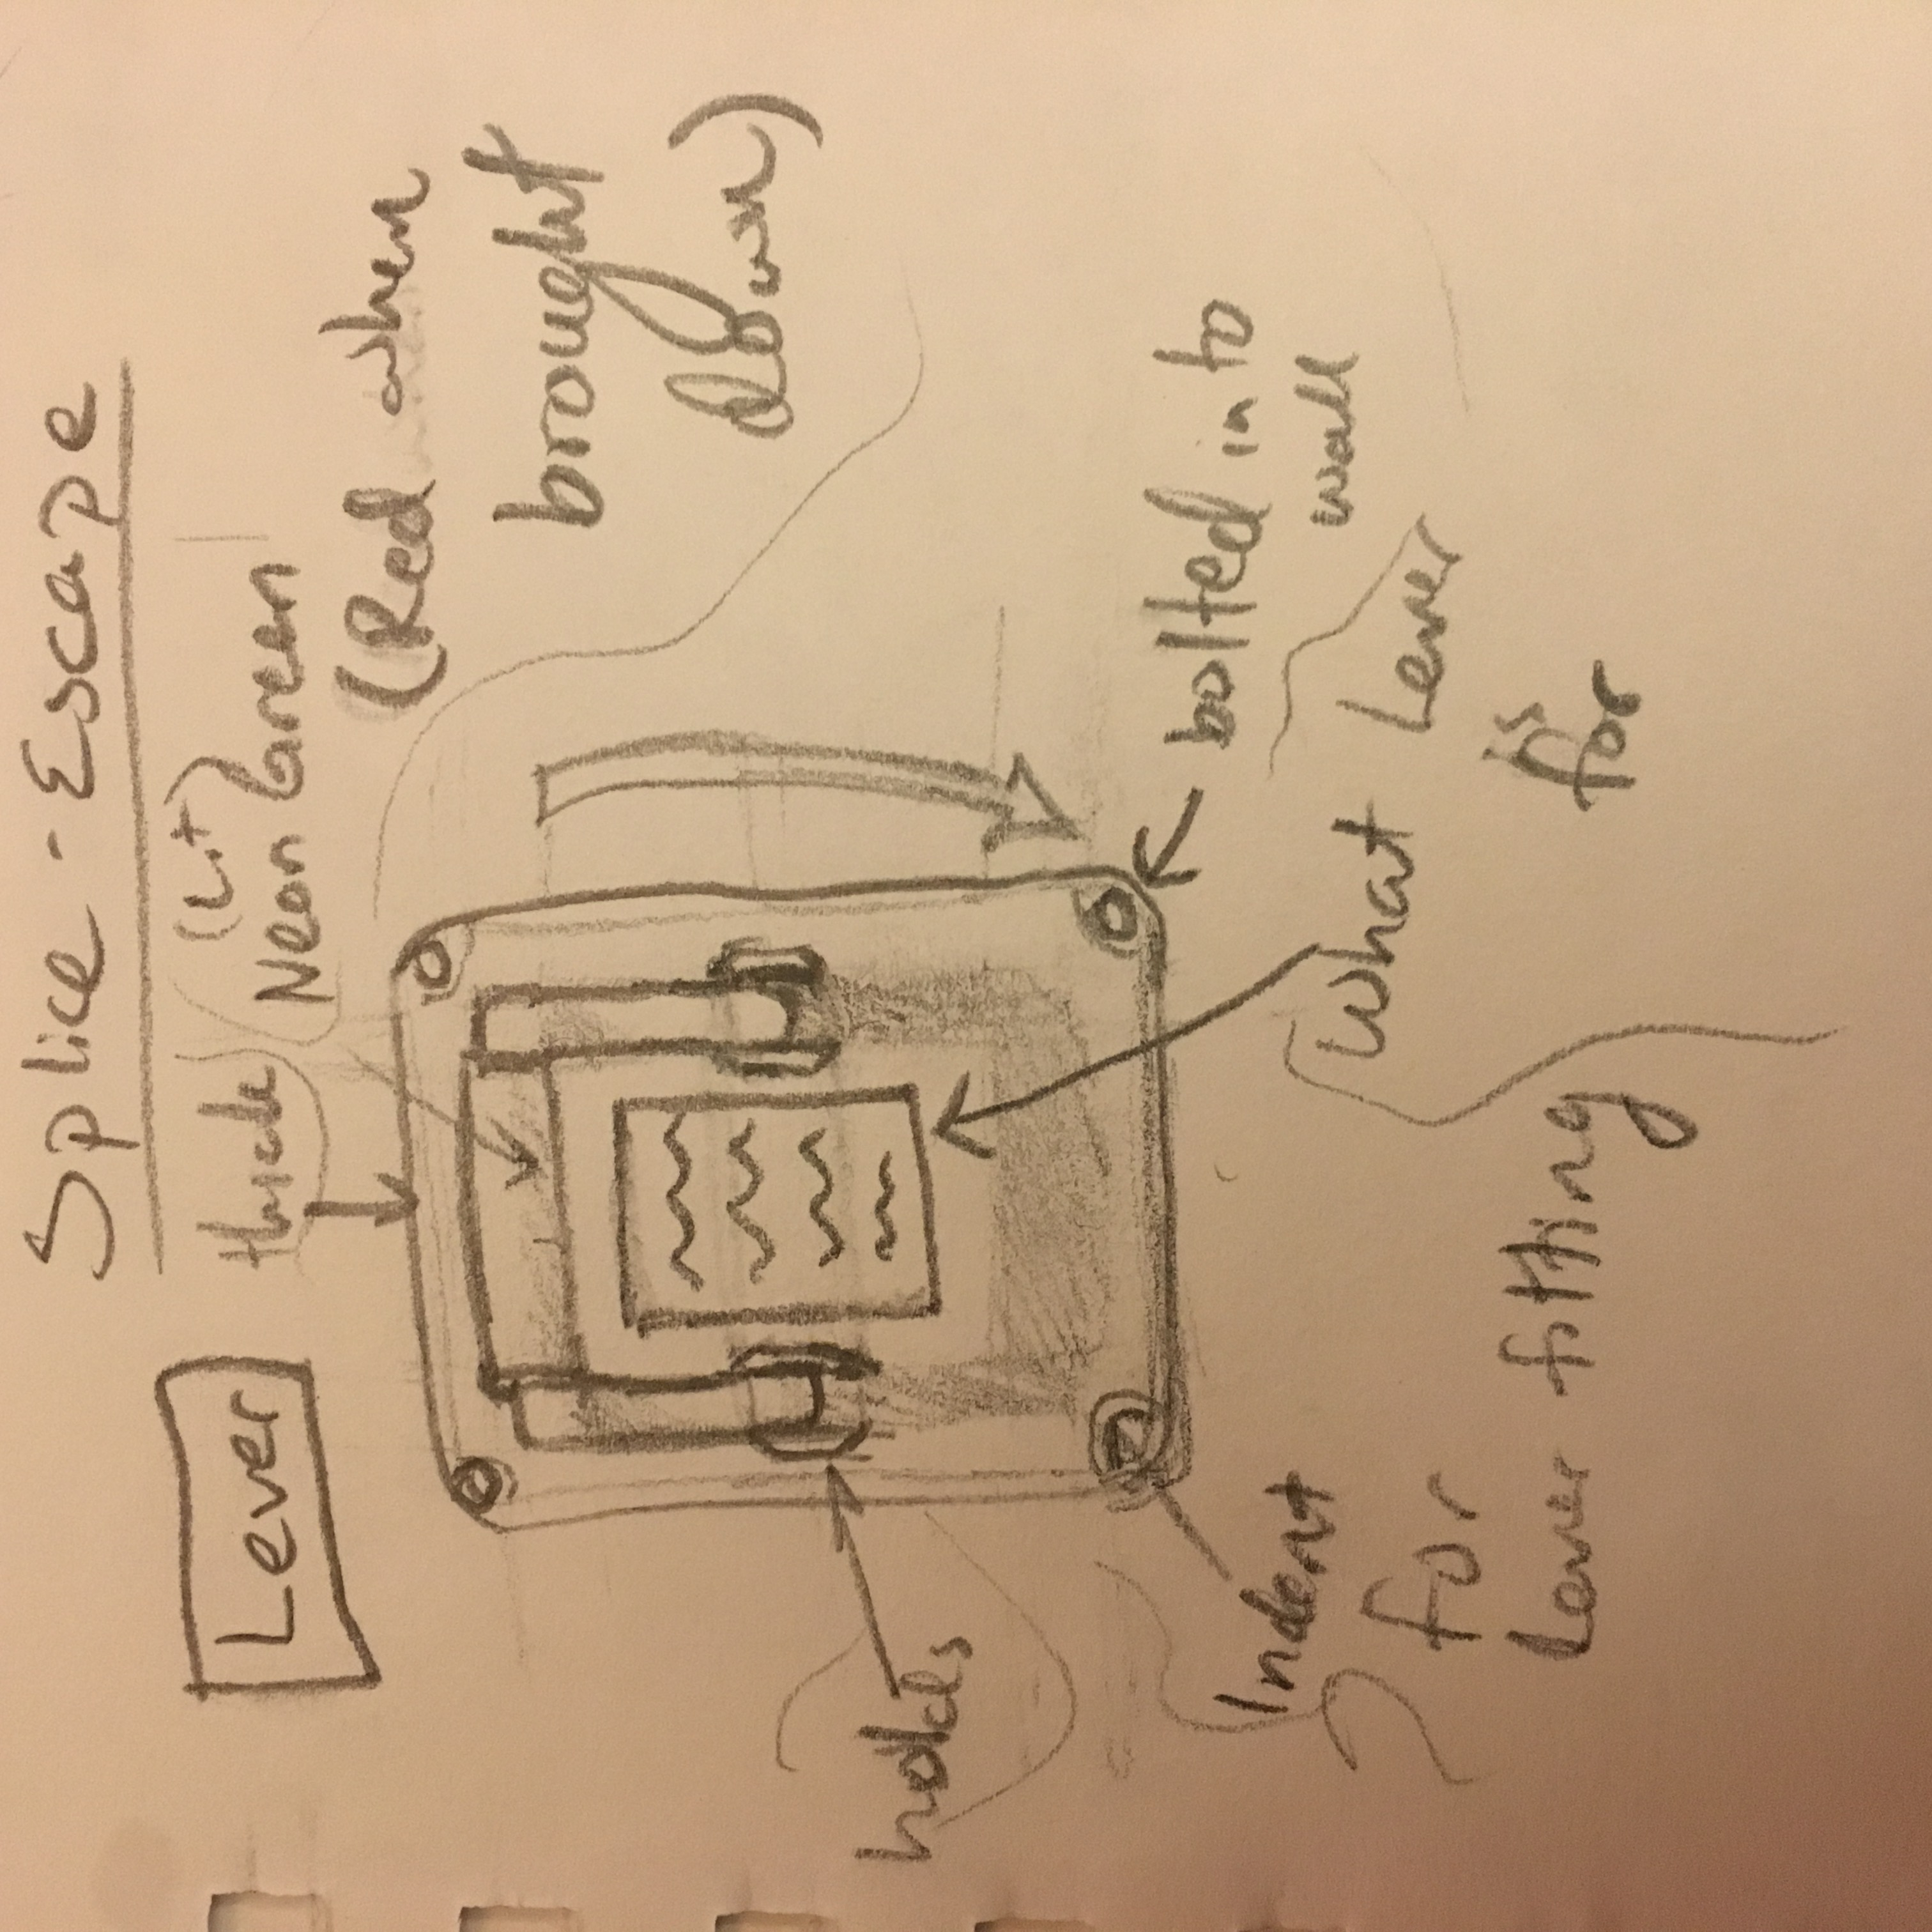 Splice - Escape
Lever
thick
(Lit)
Neon Green
(Red when
brought
down)
holds
bolted into
wall
Indent
for
Lever fitting
What Lever
is
for